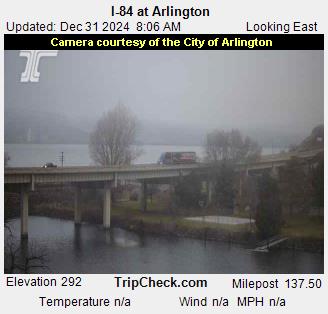 I-84 at Arlington
Updated: Dec 31 2024 8:06 AM Looking East
Camera courtesy of the City of Arlington
Elevation 292 TripCheck.com Milepost 137.50
Temperature n/a Wind n/a MPH n/a